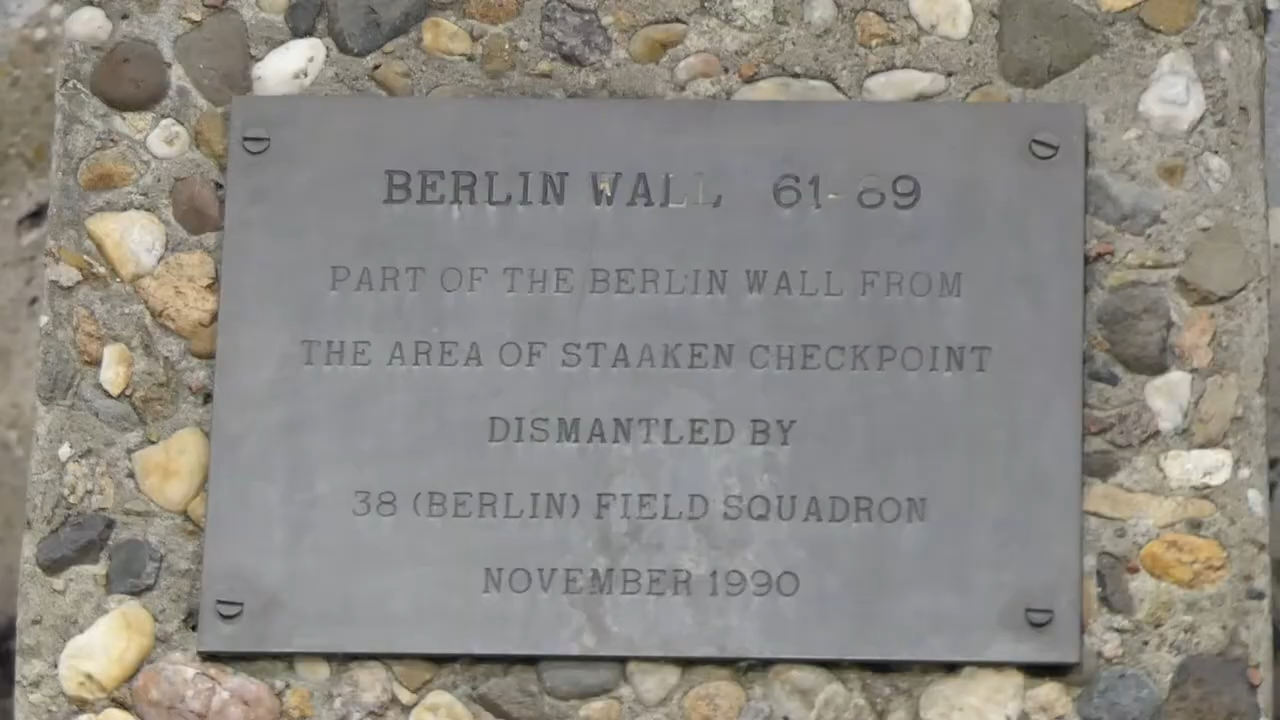 BERLIN WALL 61-89
PART OF THE BERLIN WALL FROM
THE AREA OF STAAKEN CHECKPOINT
DISMANTLED BY
38 (BERLIN) FIELD SQUADRON
NOVEMBER 1990